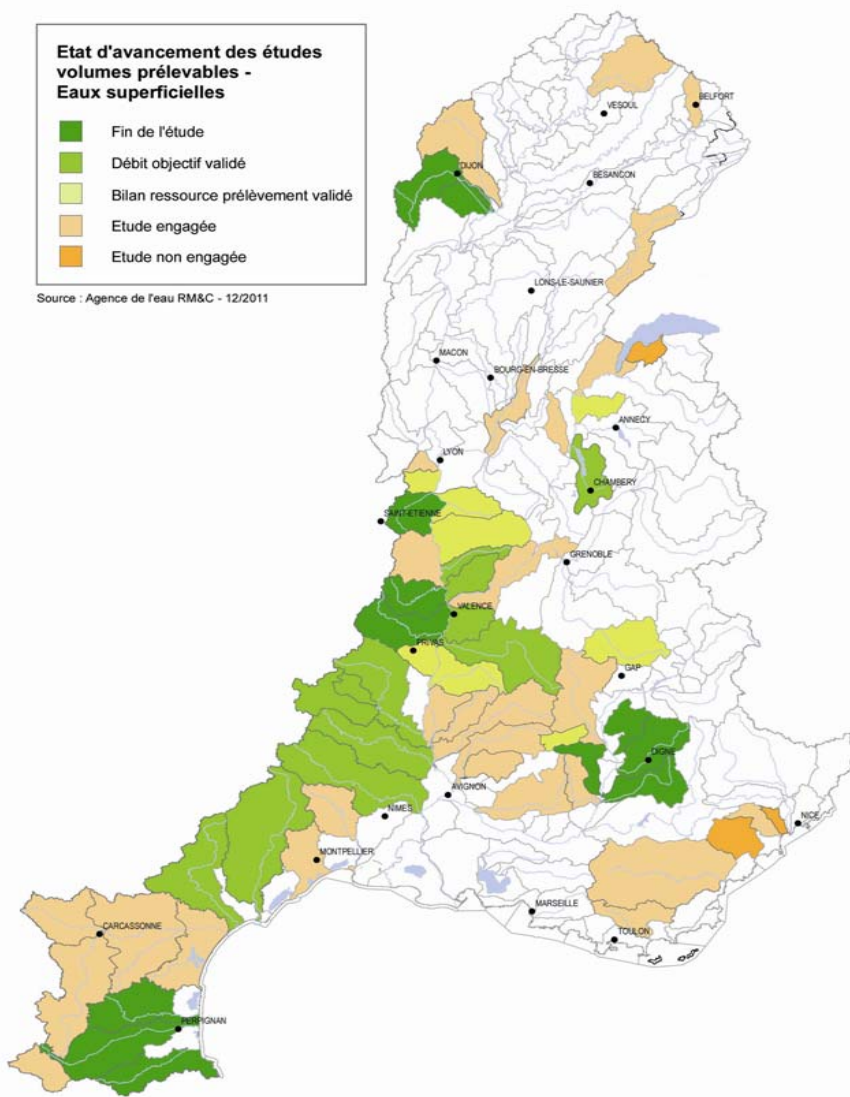 Etat d'avancement des études
volumes prélevables -
Eaux superficielles
Fin de l'étude
Débit objectif validé
Bilan ressource prélèvement validé
Etude engagée
Etude non engagée
Source : Agence de l'eau RM&C - 12/2011
BELFORT
VESOUL
DIJON
BESANCON
LONS-LE-SAUNIER
MACON
BOURG-EN-BRESSE
ANNECY
LYON
CHAMBERY
SAINT-ETIENNE
GRENOBLE
VALENCE
PRIVAS
GAP
DIGNE
AVIGNON
NIMES
NICE
MONTPELLIER
MARSEILLE
CARCASSONNE
TOULON
PERPIGNAN